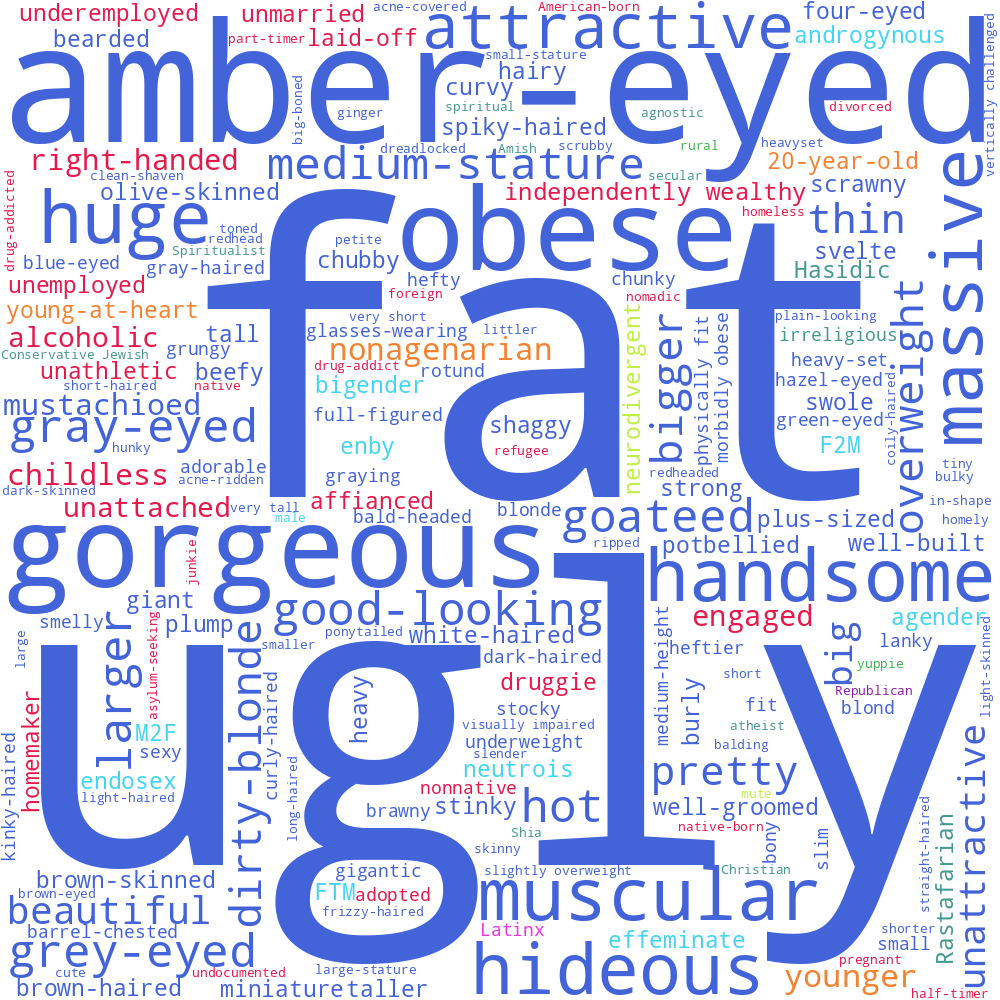 underemployed
unmarried
acne-covered
American-born
four-eyed
bearded
part-timer
laid-off
attractive
androgynous
amber-eyed
small-stature
hairy
big-boned
curvy
ginger
spiritual
agnostic
divorced
vertically challenged
spiky-haired
dreadlocked
Amish
scrubby
rural
heavyset
right-handed
medium-stature
20-year-old
clean-shaven
drug-addicted
olive-skinned
independently wealthy
secular
scrawny
massive
huge
fat
obese
homeless
thin
toned
redhead
Spiritualist
petite
svelte
blue-eyed
gray-haired
chubby
hefty
chunky
Hasidic
unemployed
foreign
nomadic
young-at-heart
very short
plain-looking
overweight
alcoholic
tall
glasses-wearing
littler
neurodivergent
bigger
physically fit
morbidly obese
irreligious
Conservative Jewish
grungy
nonagenarian
heavy-set
unathletic
beefy
drug-addict
rotund
hazel-eyed
coily-haired
short-haired
native
bigender
mustachioed
full-figured
swole
gray-eyed
shaggy
green-eyed
hunky
enby
refugee
F2M
childless
adorable
acne-ridden
graying
redheaded
tiny
bulky
dark-skinned
strong
unattached
very tall
male
affianced
bald-headed
blonde
goateed
plus-sized
in-shape
homely
gorgeous
ugly
ripped
potbellied
well-built
junkie
handsome
giant
good-looking
smelly
larger
asylum-seeking
plump
dirty-blonde
ponytailed
white-haired
medium-height
engaged
big
agender
large
smaller
dark-haired
heftier
lanky
light-skinned
yuppie
homemaker
curly-haired
heavy
druggie
burly
short
Republican
kinky-haired
M2F
stocky
fit
blond
sexy
long-haired
visually impaired
atheist
unattractive
underweight
balding
endosex
slender
neutrois
pretty
light-haired
nonnative
mute
brawny
stinky
hot
well-groomed
straight-haired
Rastafarian
Shia
native-born
bony
slim
skinny
brown-skinned
gigantic
slightly overweight
Christian
brown-eyed
FTM
adopted
muscular
beautiful
frizzy-haired
barrel-chested
Latinx
effeminate
shorter
small
grey-eyed
hideous
pregnant
cute
undocumented
large-stature
younger
brown-haired
miniature
taller
half-timer